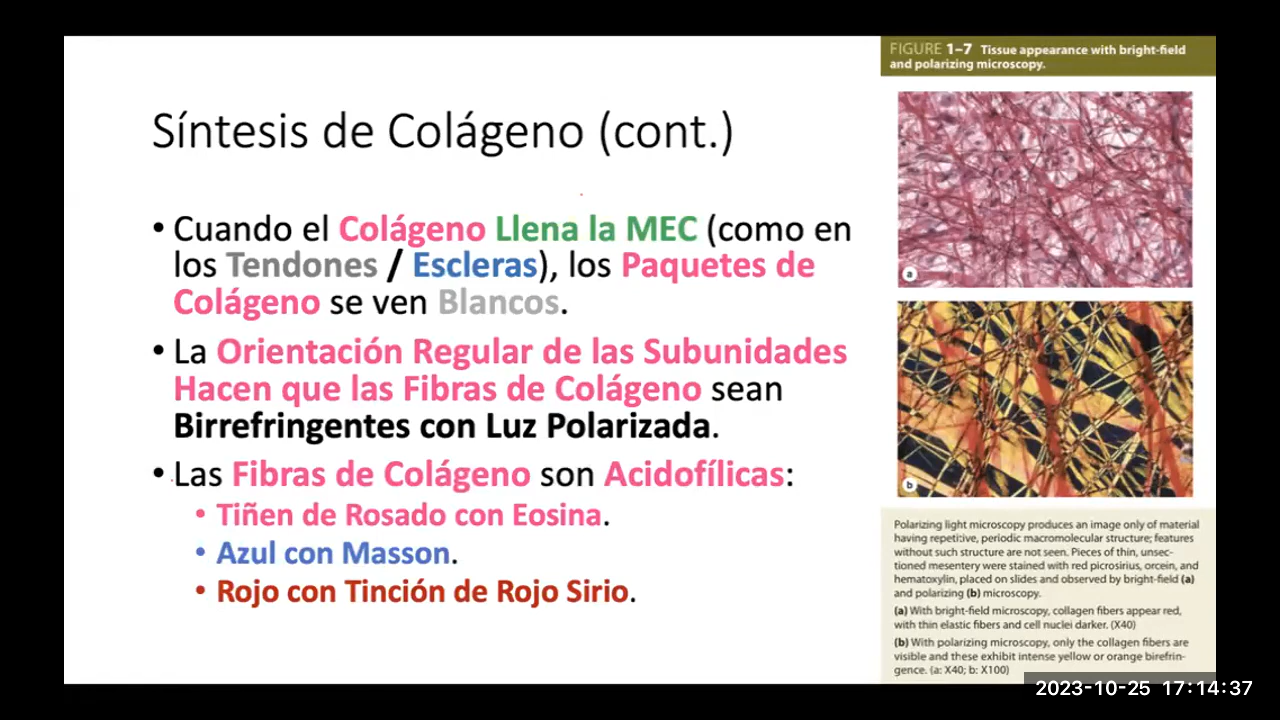 Síntesis de Colágeno (cont.)
• Cuando el Colágeno Llena la MEC (como en
los Tendones / Escleras), los Paquetes de
Colágeno se ven Blancos.
• La Orientación Regular de las Subunidades
Hacen que las Fibras de Colágeno sean
Birrefringentes con Luz Polarizada.
• Las Fibras de Colágeno son Acidofílicas:
• Tiñen de Rosado con Eosina.
• Azul con Masson.
• Rojo con Tinción de Rojo Sirio.
FIGURE 1–7 Tissue appearance with bright-field
and polarizing microscopy.
a
b
Polarizing light microscopy produces an image only of material
having repetitive, periodic macromolecular structure; features
without such structure are not seen. Pieces of thin, unsec-
tioned mesentery were stained with red picrosirius, orcein, and
hematoxylin, placed on slides and observed by bright-field (a)
and polarizing (b) microscopy.
(a) With bright-field microscopy, collagen fibers appear red,
with thin elastic fibers and cell nuclei darker. (X40)
(b) With polarizing microscopy, only the collagen fibers are
visible and these exhibit intense yellow or orange birefrin-
gence. (a: X40; b: X100)
2023-10-25 17:14:37